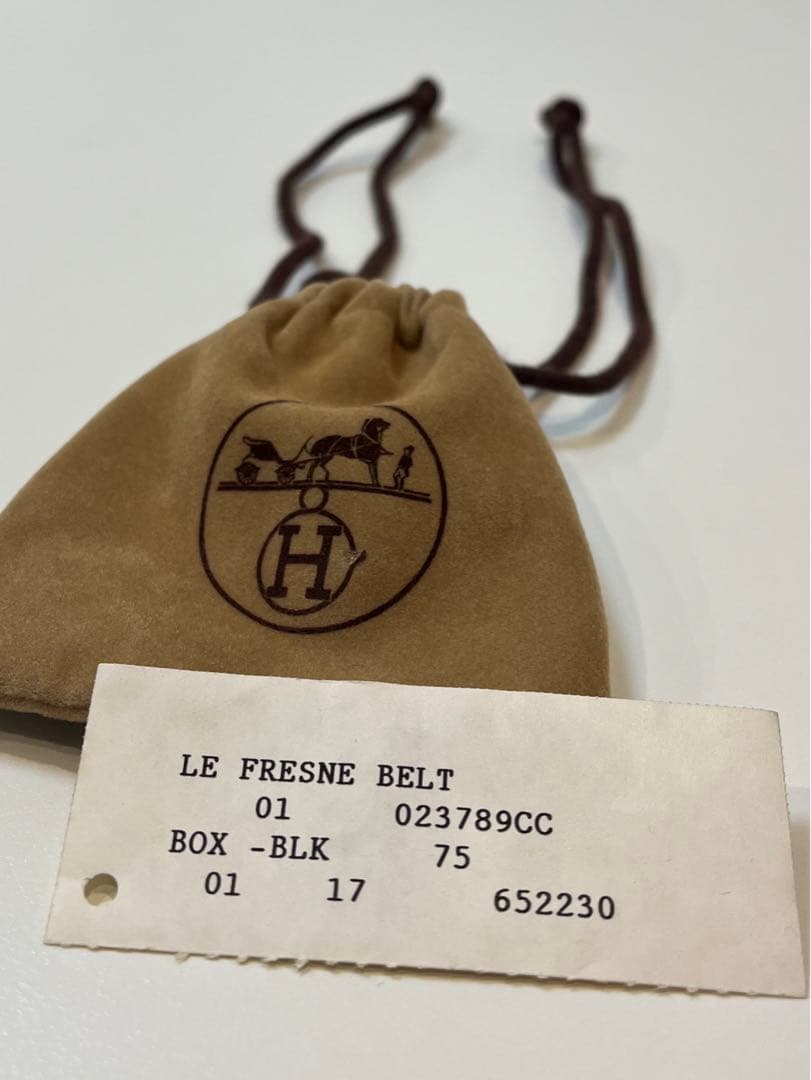 H
LE FRESNE BELT
01 023789CC
BOX -BLK 75
01 17 652230